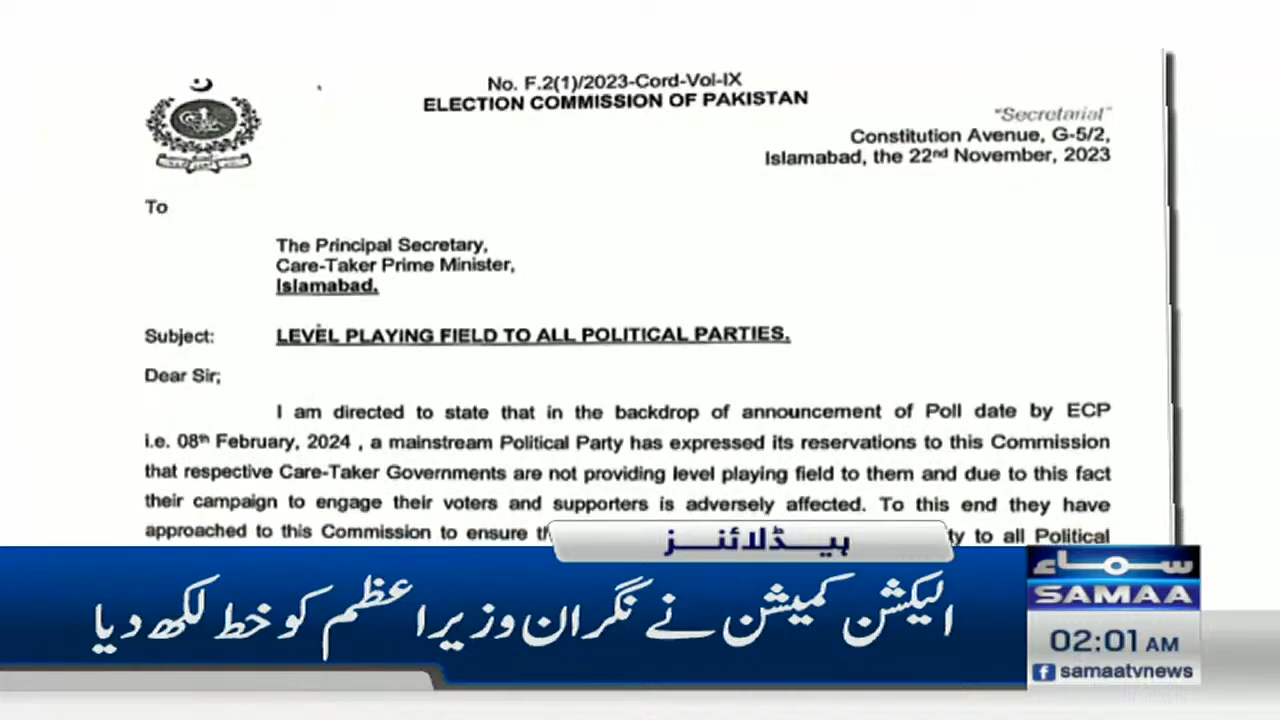 No. F.2(1)/2023-Cord-Vol-IX
ELECTION COMMISSION OF PAKISTAN
"Secretarial"
Constitution Avenue, G-5/2,
Islamabad, the 22nd November, 2023
To
The Principal Secretary,
Care-Taker Prime Minister,
Islamabad.
Subject: LEVEL PLAYING FIELD TO ALL POLITICAL PARTIES.
Dear Sir;
I am directed to state that in the backdrop of announcement of Poll date by ECP
i.e. 08th February, 2024 , a mainstream Political Party has expressed its reservations to this Commission
that respective Care-Taker Governments are not providing level playing field to them and due to this fact
their campaign to engage their voters and supporters is adversely affected. To this end they have
approached to this Commission to ensure to all Political
ہیڈلائنز
الیکشن کمیشن نے نگران وزیراعظم کو خط لکھ دیا
سماء
SAMAA
02:01 AM
samaatvnews